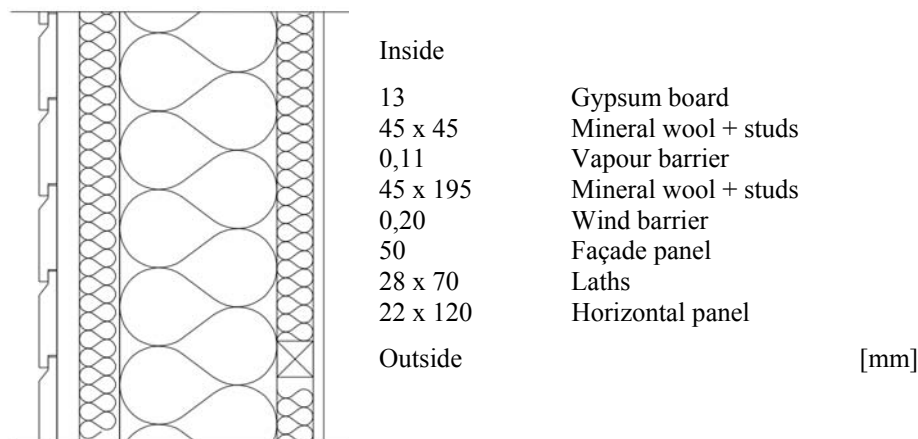 Inside
13 Gypsum board
45 x 45 Mineral wool + studs
0,11 Vapour barrier
45 x 195 Mineral wool + studs
0,20 Wind barrier
50 Façade panel
28 x 70 Laths
22 x 120 Horizontal panel
Outside [mm]